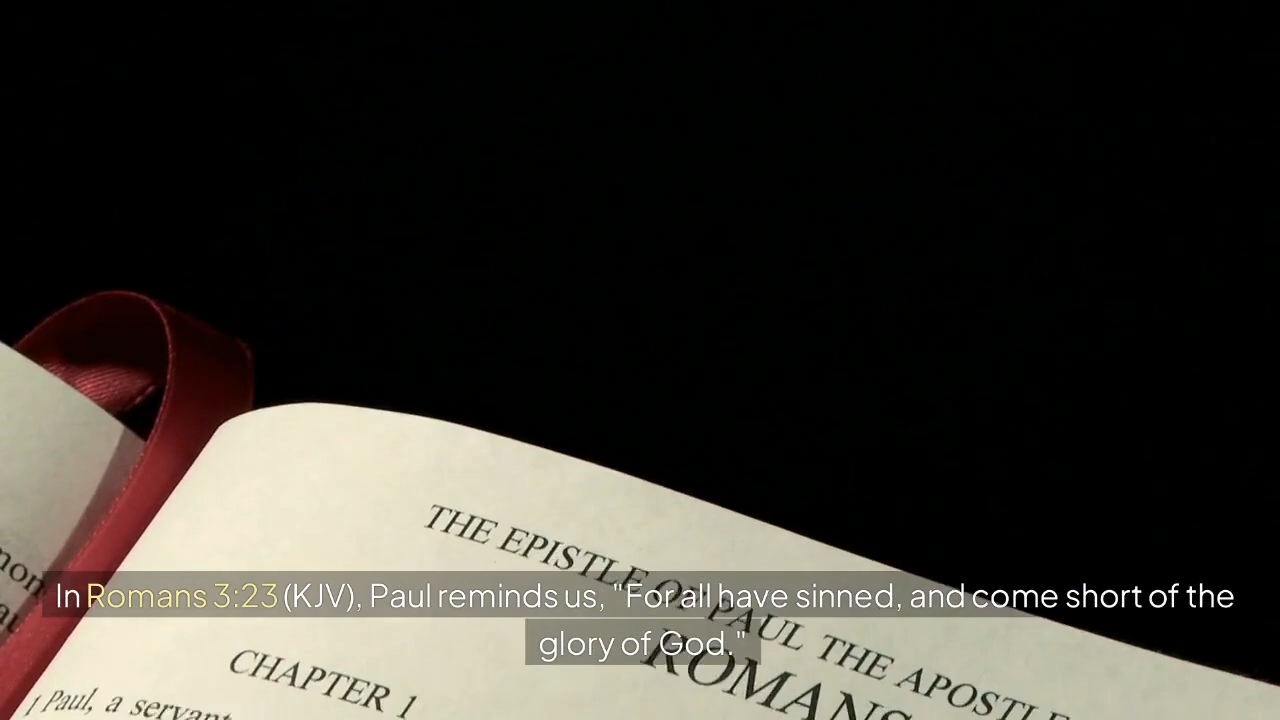 THE EPISTLE OF PAUL THE APOSTLE
ROMANS
In Romans 3:23 (KJV), Paul reminds us, "For all have sinned, and come short of the
glory of God."
CHAPTER 1
Paul, a servant